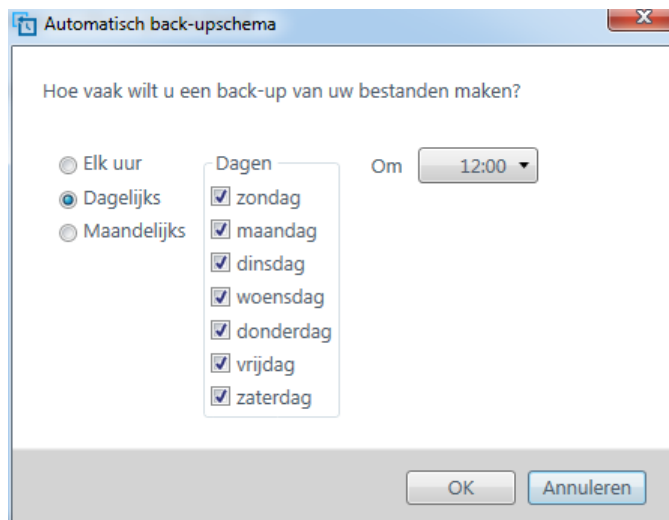 Automatisch back-upschema
Hoe vaak wilt u een back-up van uw bestanden maken?
Elk uur
Dagelijks
Maandelijks
Dagen
zondag
maandag
dinsdag
woensdag
donderdag
vrijdag
zaterdag
Om 12:00
OK Annuleren